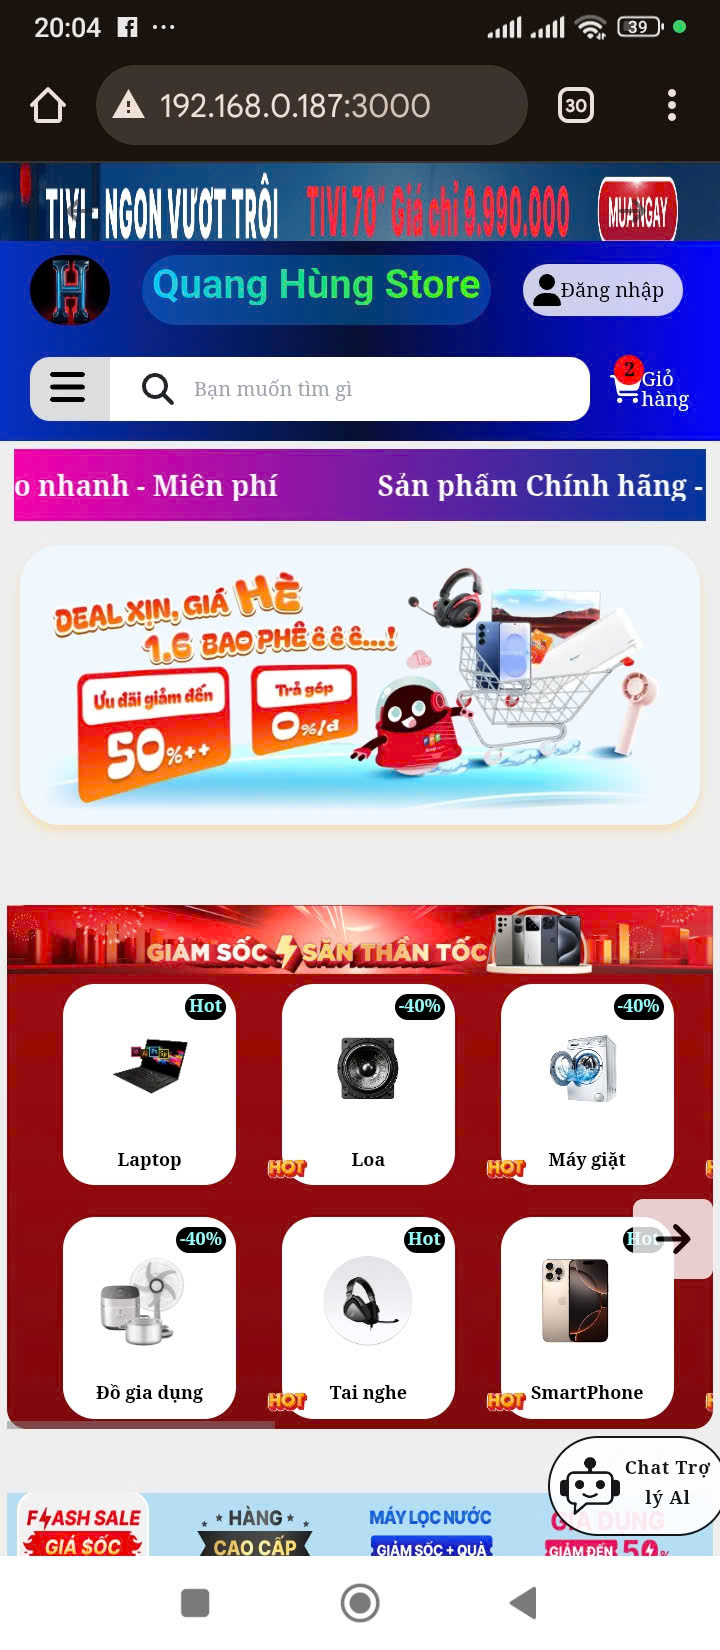 20:04
39
192.168.0.187:3000
30
TIVI - NGON VƯỢT TRÔI TIVI 70" Giá chỉ 9.990.000 MUA NGAY
H
Quang Hùng Store
Đăng nhập
Bạn muốn tìm gì
2
Giỏ
hàng
o nhanh - Miên phí Sản phẩm Chính hãng -
DEAL XỊN, GIÁ HÈ
1.6 BAO PHÊ ê ê ê...!
Ưu đãi giảm đến
50%++
Trả góp
0%/đ
GIẢM SỐC SĂN THẦN TỐC
Hot
Laptop
-40%
Loa
HOT
-40%
Máy giặt
HOT
-40%
Đồ gia dụng
Hot
Tai nghe
HOT
Hot
SmartPhone
HOT
Chat Trợ
lý AI
FLASH SALE
GIÁ $ỐC
HÀNG
CAO CẤP
MÁY LỌC NƯỚC
GIẢM SỐC + QUÀ
GIA DỤNG
GIẢM ĐẾN 50%